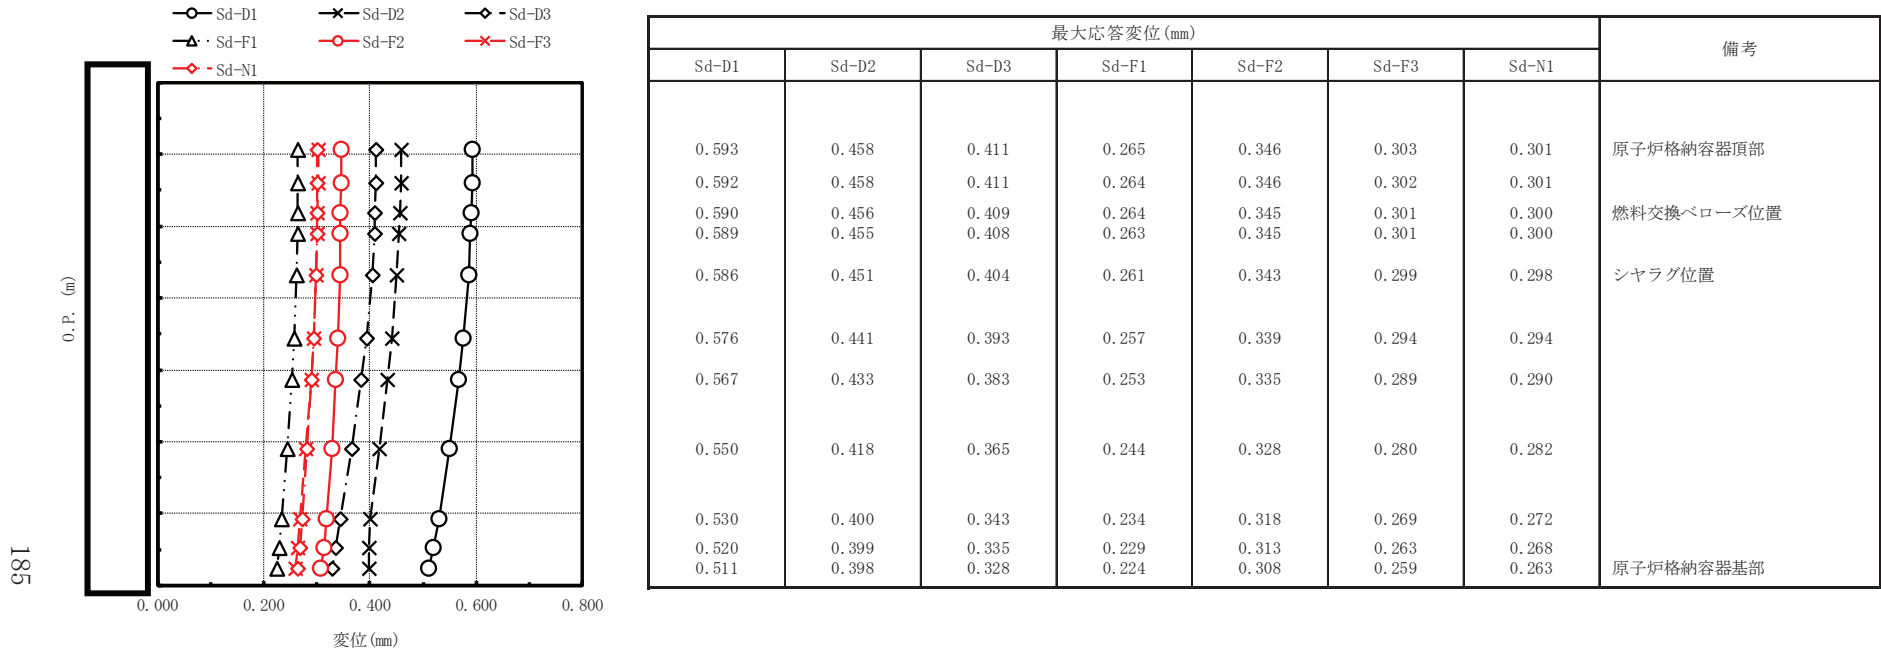 Sd-D1 Sd-D2 Sd-D3
Sd-F1 Sd-F2 Sd-F3
Sd-N1
O.P. (m)
0.000 0.200 0.400 0.600 0.800
変位(mm)
185
最大応答変位(mm) 備考
Sd-D1 Sd-D2 Sd-D3 Sd-F1 Sd-F2 Sd-F3 Sd-N1
0.593 0.458 0.411 0.265 0.346 0.303 0.301 原子炉格納容器頂部
0.592 0.458 0.411 0.264 0.346 0.302 0.301
0.590 0.456 0.409 0.264 0.345 0.301 0.300 燃料交換ベローズ位置
0.589 0.455 0.408 0.263 0.345 0.301 0.300
0.586 0.451 0.404 0.261 0.343 0.299 0.298 シヤラグ位置
0.576 0.441 0.393 0.257 0.339 0.294 0.294
0.567 0.433 0.383 0.253 0.335 0.289 0.290
0.550 0.418 0.365 0.244 0.328 0.280 0.282
0.530 0.400 0.343 0.234 0.318 0.269 0.272
0.520 0.399 0.335 0.229 0.313 0.263 0.268
0.511 0.398 0.328 0.224 0.308 0.259 0.263 原子炉格納容器基部